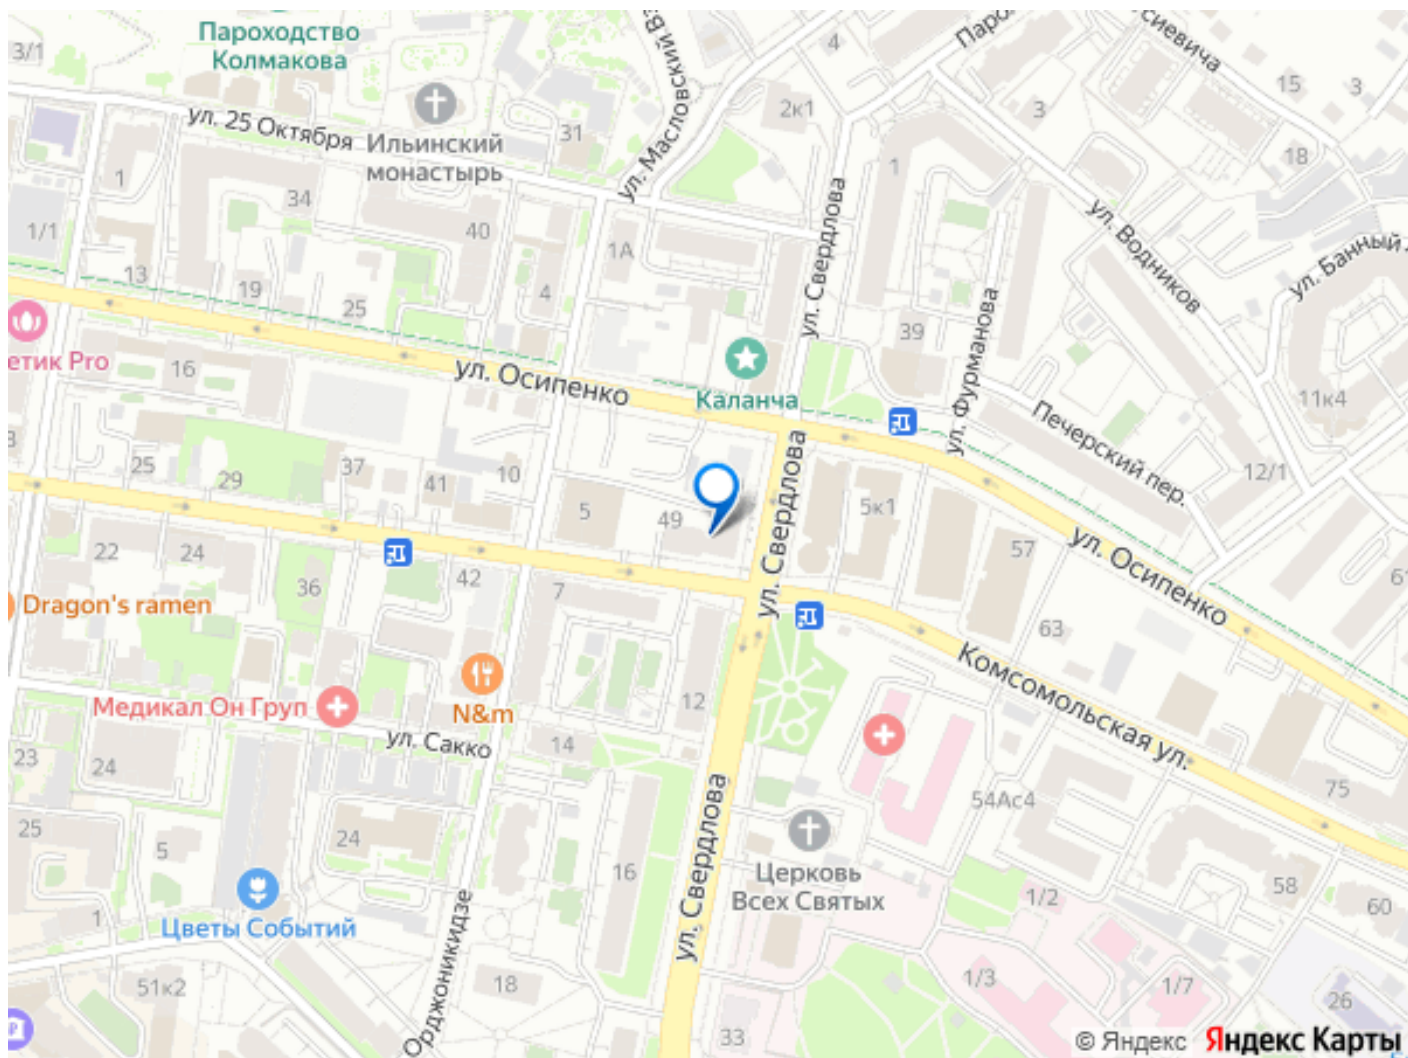 Пароходство
Колмакова
3/1
4
15
3
2к1
3
ул. 25 Октября
Ильинский
монастырь
31
ул. Масловский
18
1
34
1
ул. Свердлова
ул. Водников
1/1
40
1А
ул. Банный
13
19
25
4
39
ул. Фурманова
етик Pro
16
ул. Осипенко
Каланча
11к4
Печерский пер.
25
29
37
41
10
12/1
ул. Свердлова
5
49
5к1
57
ул. Осипенко
22
24
36
42
7
Dragon's ramen
63
Комсомольская ул.
Медикал Он Груп
N&m
12
ул. Сакко
14
23
24
54Ас4
75
25
5
24
16
ул. Свердлова
Церковь
Всех Святых
58
1/2
60
Цветы Событий
1
Орджоникидзе
51к2
18
1/3
1/7
26
33
© Яндекс Яндекс Карты